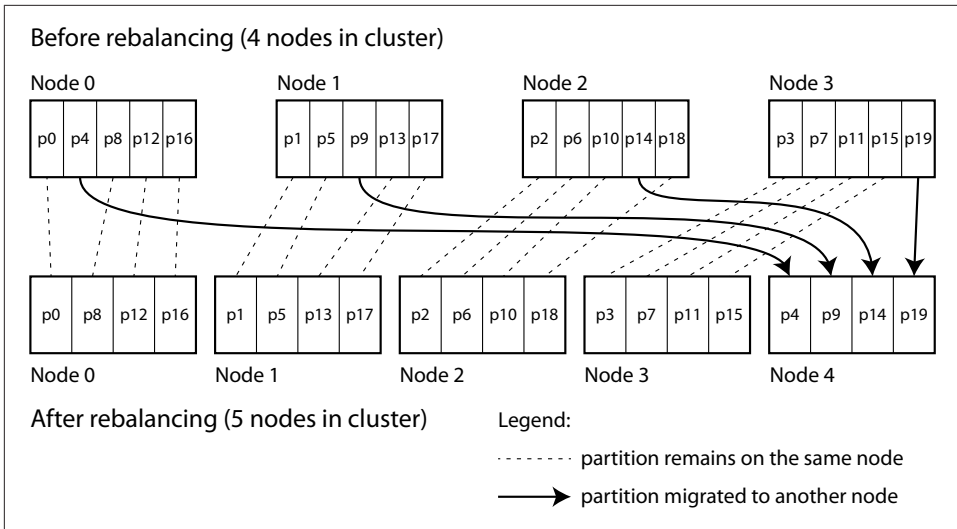 Before rebalancing (4 nodes in cluster)
Node 0 Node 1 Node 2 Node 3
p0 p4 p8 p12 p16 p1 p5 p9 p13 p17 p2 p6 p10 p14 p18 p3 p7 p11 p15 p19
p0 p8 p12 p16 p1 p5 p13 p17 p2 p6 p10 p18 p3 p7 p11 p15 p4 p9 p14 p19
Node 0 Node 1 Node 2 Node 3 Node 4
After rebalancing (5 nodes in cluster)
Legend:
partition remains on the same node
partition migrated to another node